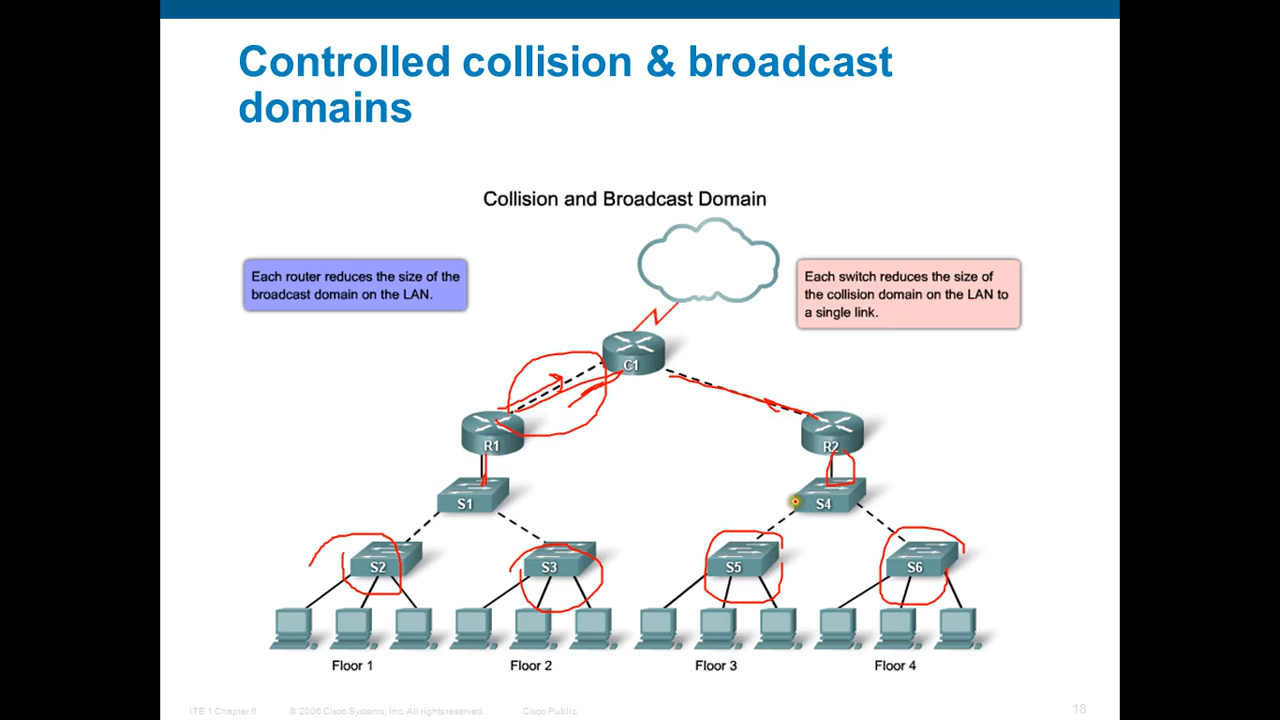 Controlled collision & broadcast
domains
Collision and Broadcast Domain
Each router reduces the size of the
broadcast domain on the LAN.
Each switch reduces the size of
the collision domain on the LAN to
a single link.
C1
R1
R2
S1
S4
S2
S3
S5
S6
Floor 1
Floor 2
Floor 3
Floor 4
ITE 1 Chapter 6
© 2006 Cisco Systems, Inc. All rights reserved.
Cisco Public
18